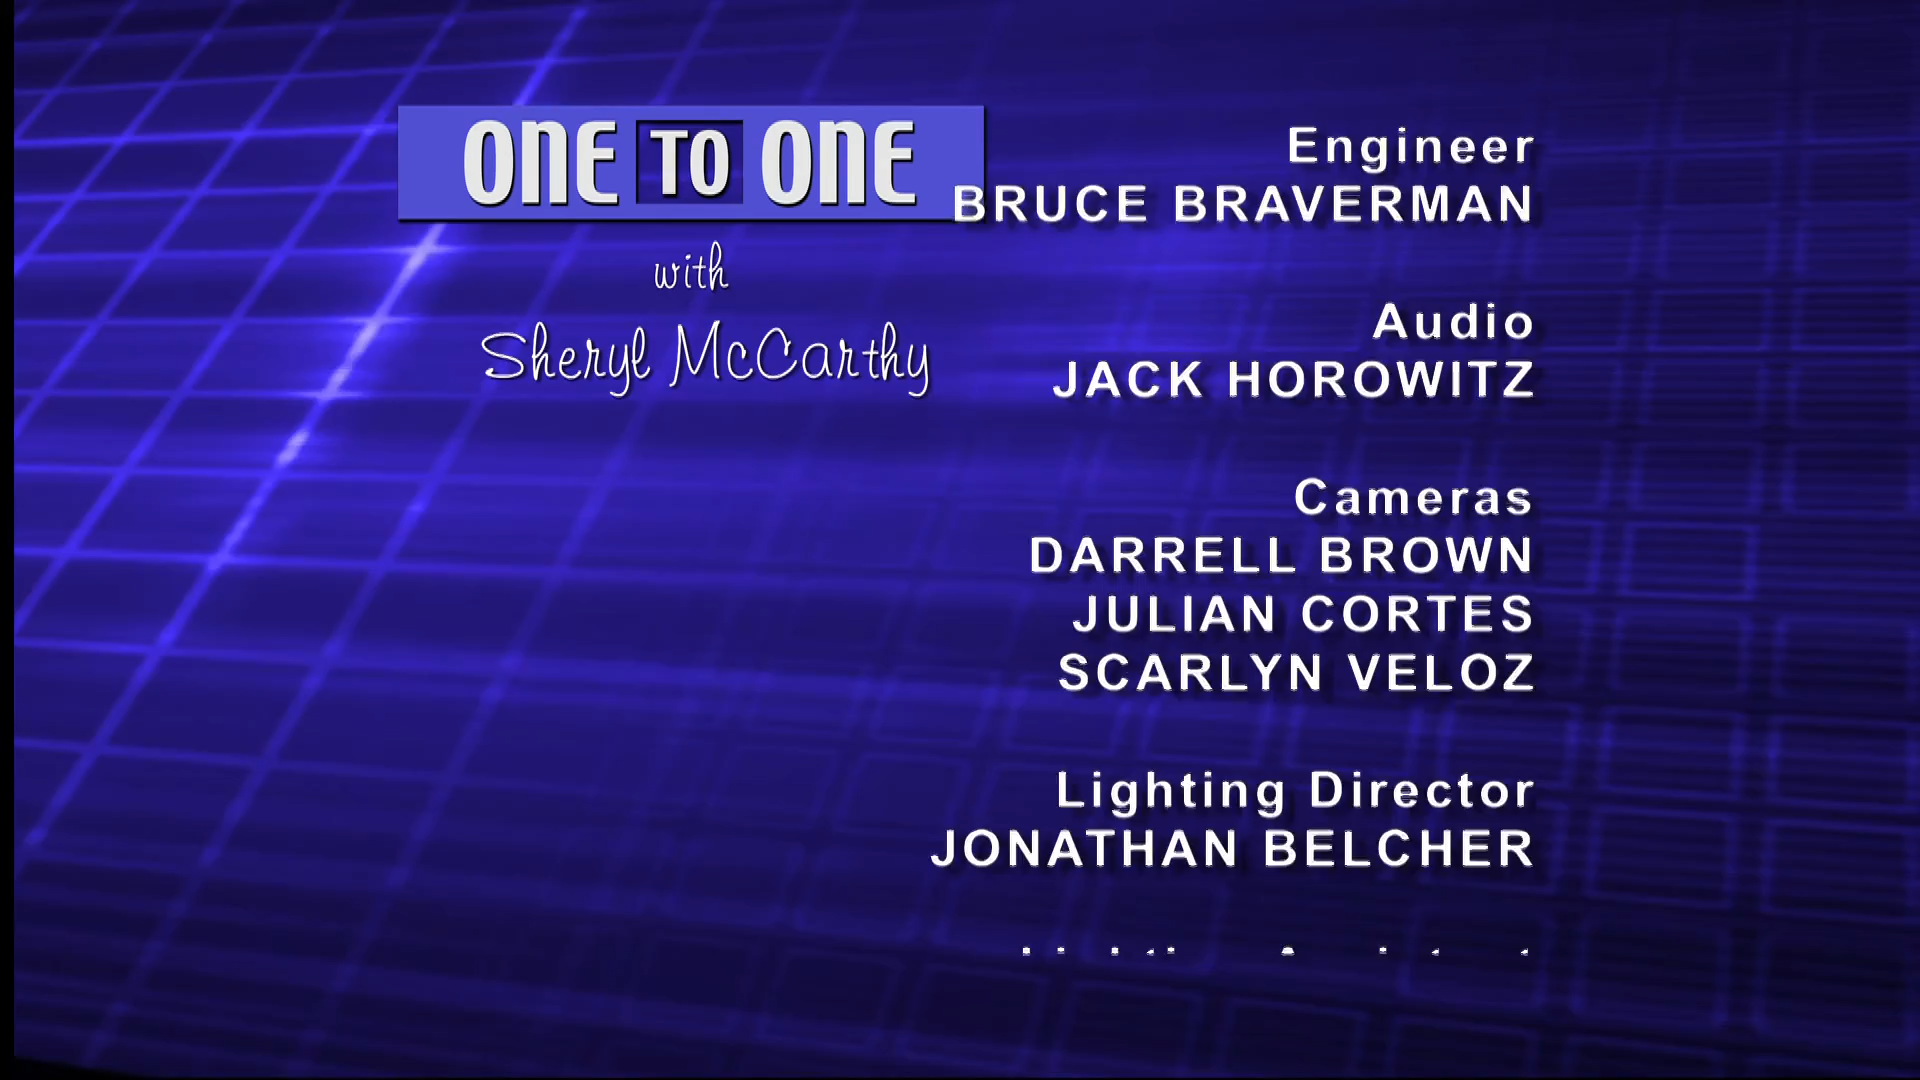 ONE TO ONE
with
Sheryl McCarthy
Engineer
BRUCE BRAVERMAN
Audio
JACK HOROWITZ
Cameras
DARRELL BROWN
JULIAN CORTES
SCARLYN VELOZ
Lighting Director
JONATHAN BELCHER